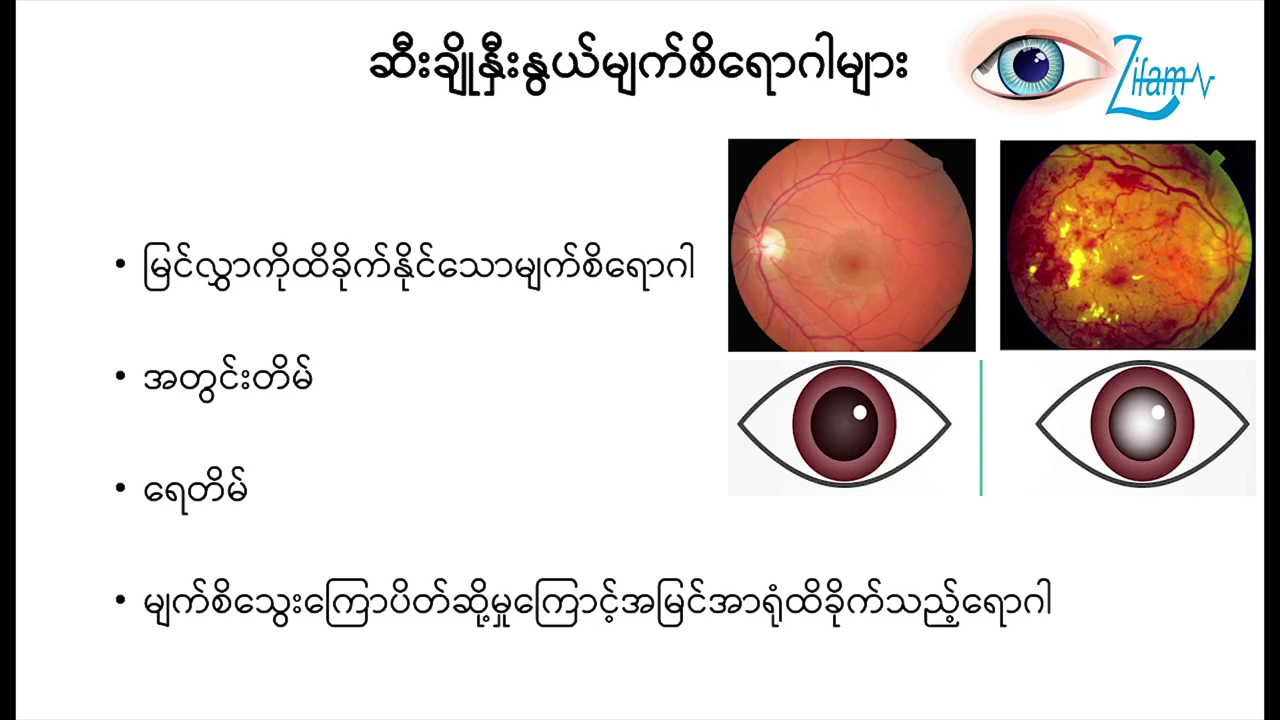 ဆီးချိုနှီးနွယ်မျက်စိရောဂါများ
Zifam
• မြင်လွှာကိုထိခိုက်နိုင်သောမျက်စိရောဂါ
• အတွင်းတိမ်
• ရေတိမ်
• မျက်စိသွေးကြောပိတ်ဆို့မှုကြောင့်အမြင်အာရုံထိခိုက်သည့်ရောဂါ